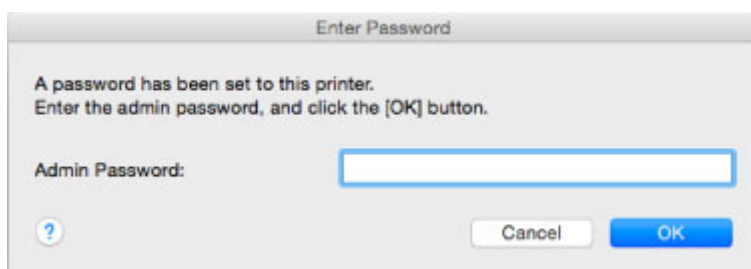 Enter Password
A password has been set to this printer.
Enter the admin password, and click the [OK] button.
Admin Password:
?
Cancel
OK